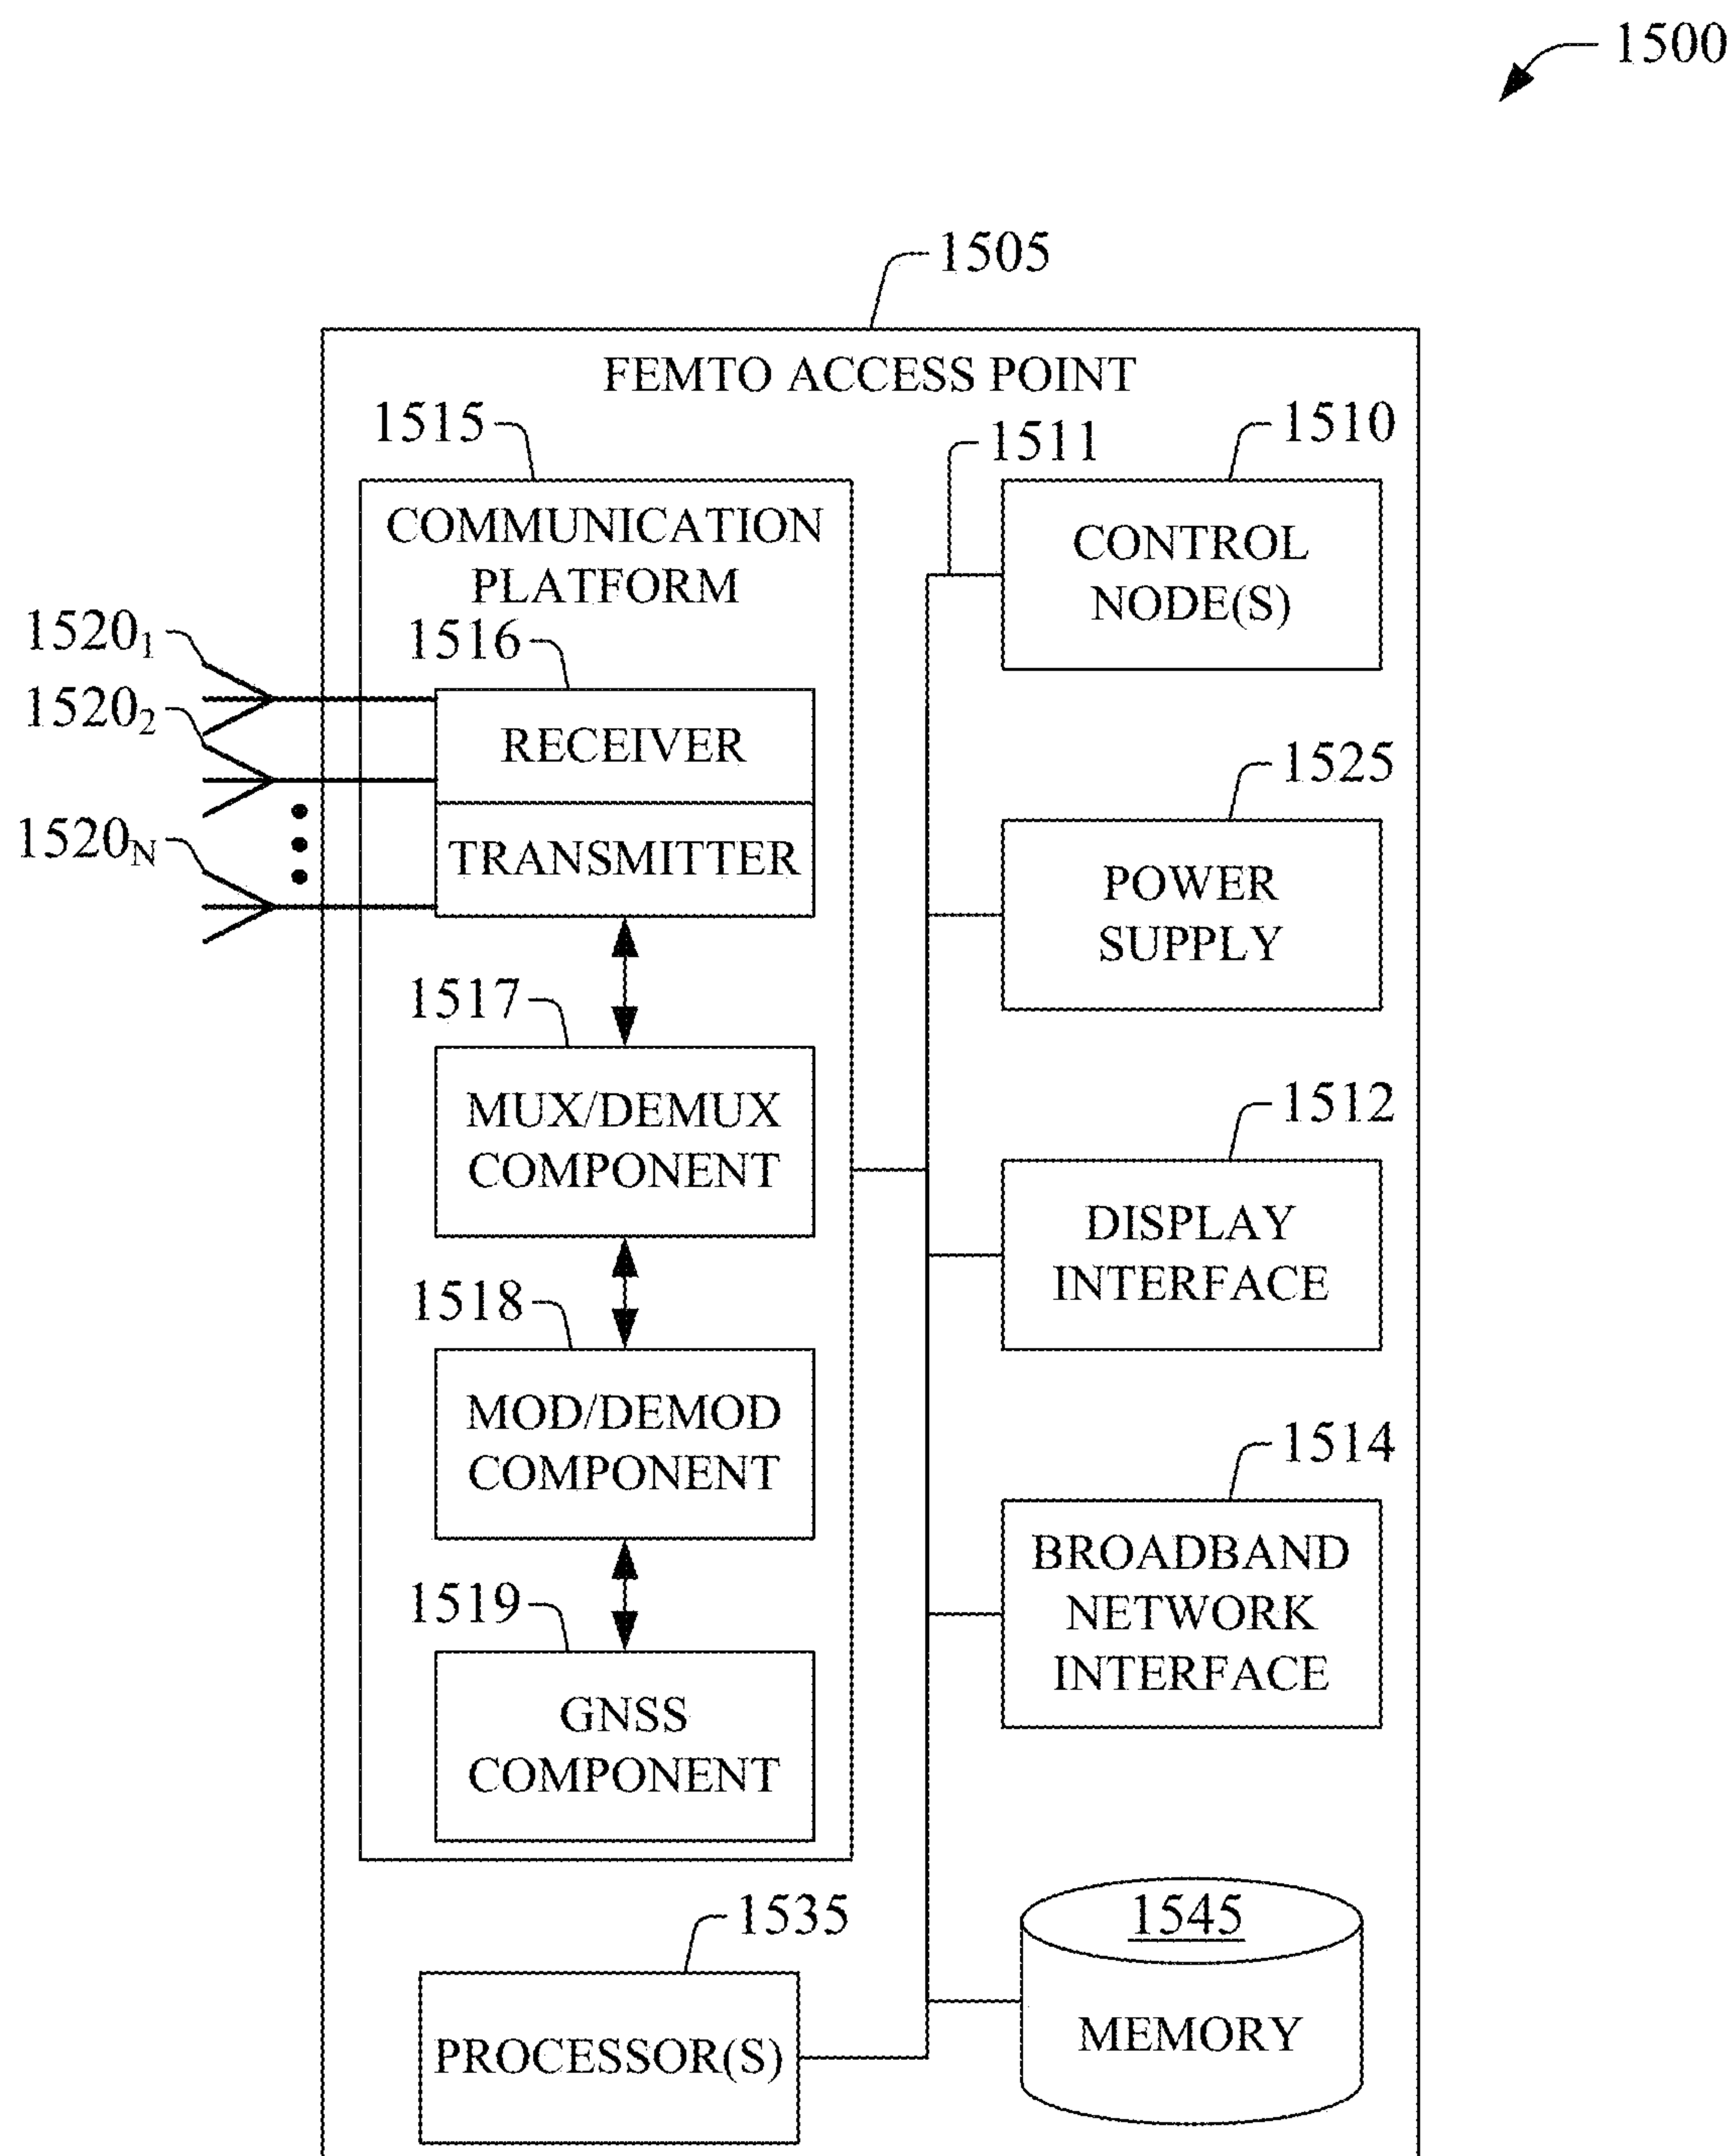 1500
1505
FEMTO ACCESS POINT
1515
1511
1510
COMMUNICATION
PLATFORM
CONTROL
NODE(S)
1520₁
1516
1520₂
RECEIVER
1525
1520_N
TRANSMITTER
POWER
SUPPLY
1517
1512
MUX/DEMUX
COMPONENT
DISPLAY
INTERFACE
1518
1514
MOD/DEMOD
COMPONENT
BROADBAND
NETWORK
INTERFACE
1519
GNSS
COMPONENT
1535
1545
PROCESSOR(S)
MEMORY